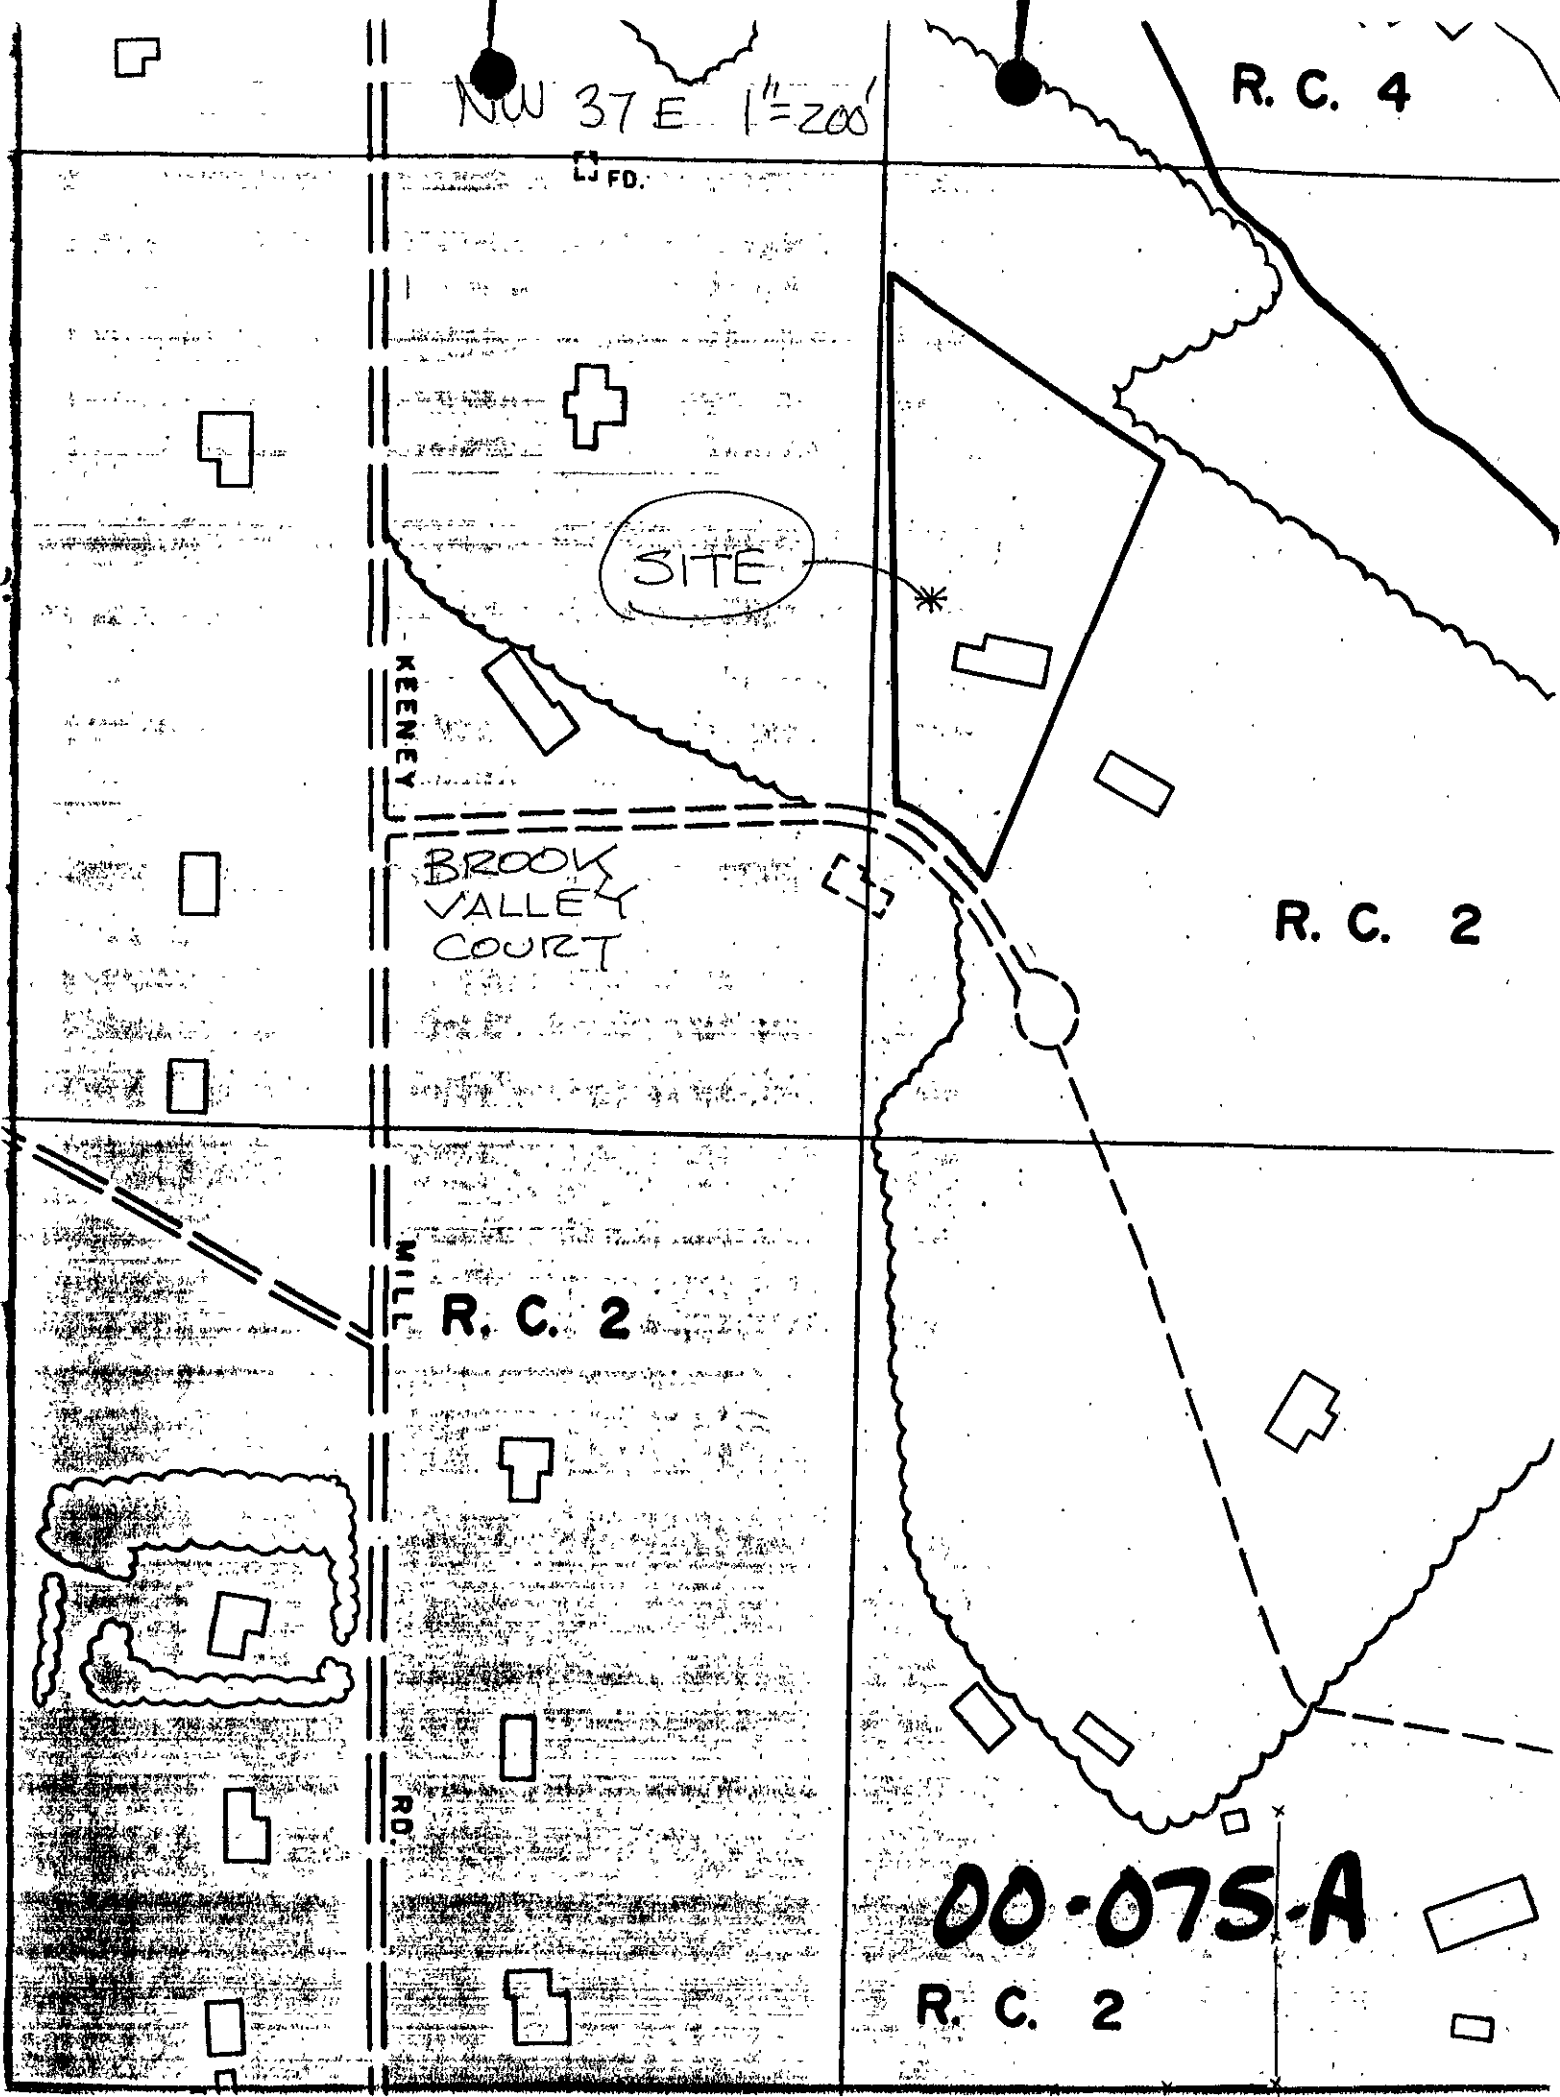 R. C. 4
NW 37 E 1"=200'
FD.
SITE
KEENEY
BROOK
VALLEY
COURT
R. C. 2
MILL
R. C. 2
RD.
00-075-A
R. C. 2